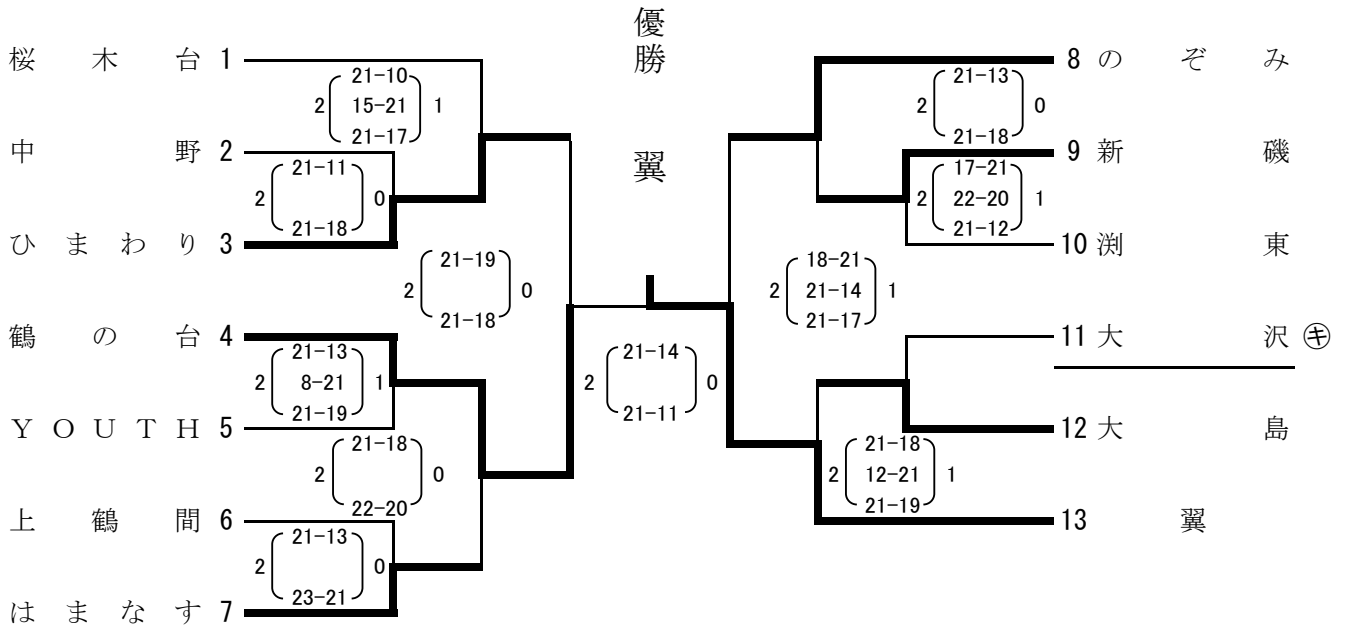 優勝
翼
桜木台 1
21-10
2 15-21 1
21-17
中野 2
21-11
2 0
21-18
ひまわり 3
21-19
2 0
21-18
鶴の台 4
21-13
2 8-21 1
21-19
YOUTH 5
21-18
2 0
22-20
上鶴間 6
21-13
2 0
23-21
はまなす 7
21-14
2 0
21-11
8 のぞみ
21-13
2 0
21-18
9 新磯
17-21
2 22-20 1
21-12
10 渕東
18-21
2 21-14 1
21-17
11 大沢 ㋖
12 大島
21-18
2 12-21 1
21-19
13 翼